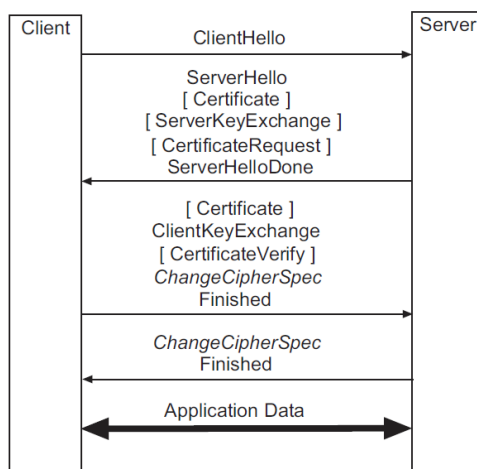 Client
Server
ClientHello
ServerHello
[ Certificate ]
[ ServerKeyExchange ]
[ CertificateRequest ]
ServerHelloDone
[ Certificate ]
ClientKeyExchange
[ CertificateVerify ]
ChangeCipherSpec
Finished
ChangeCipherSpec
Finished
Application Data